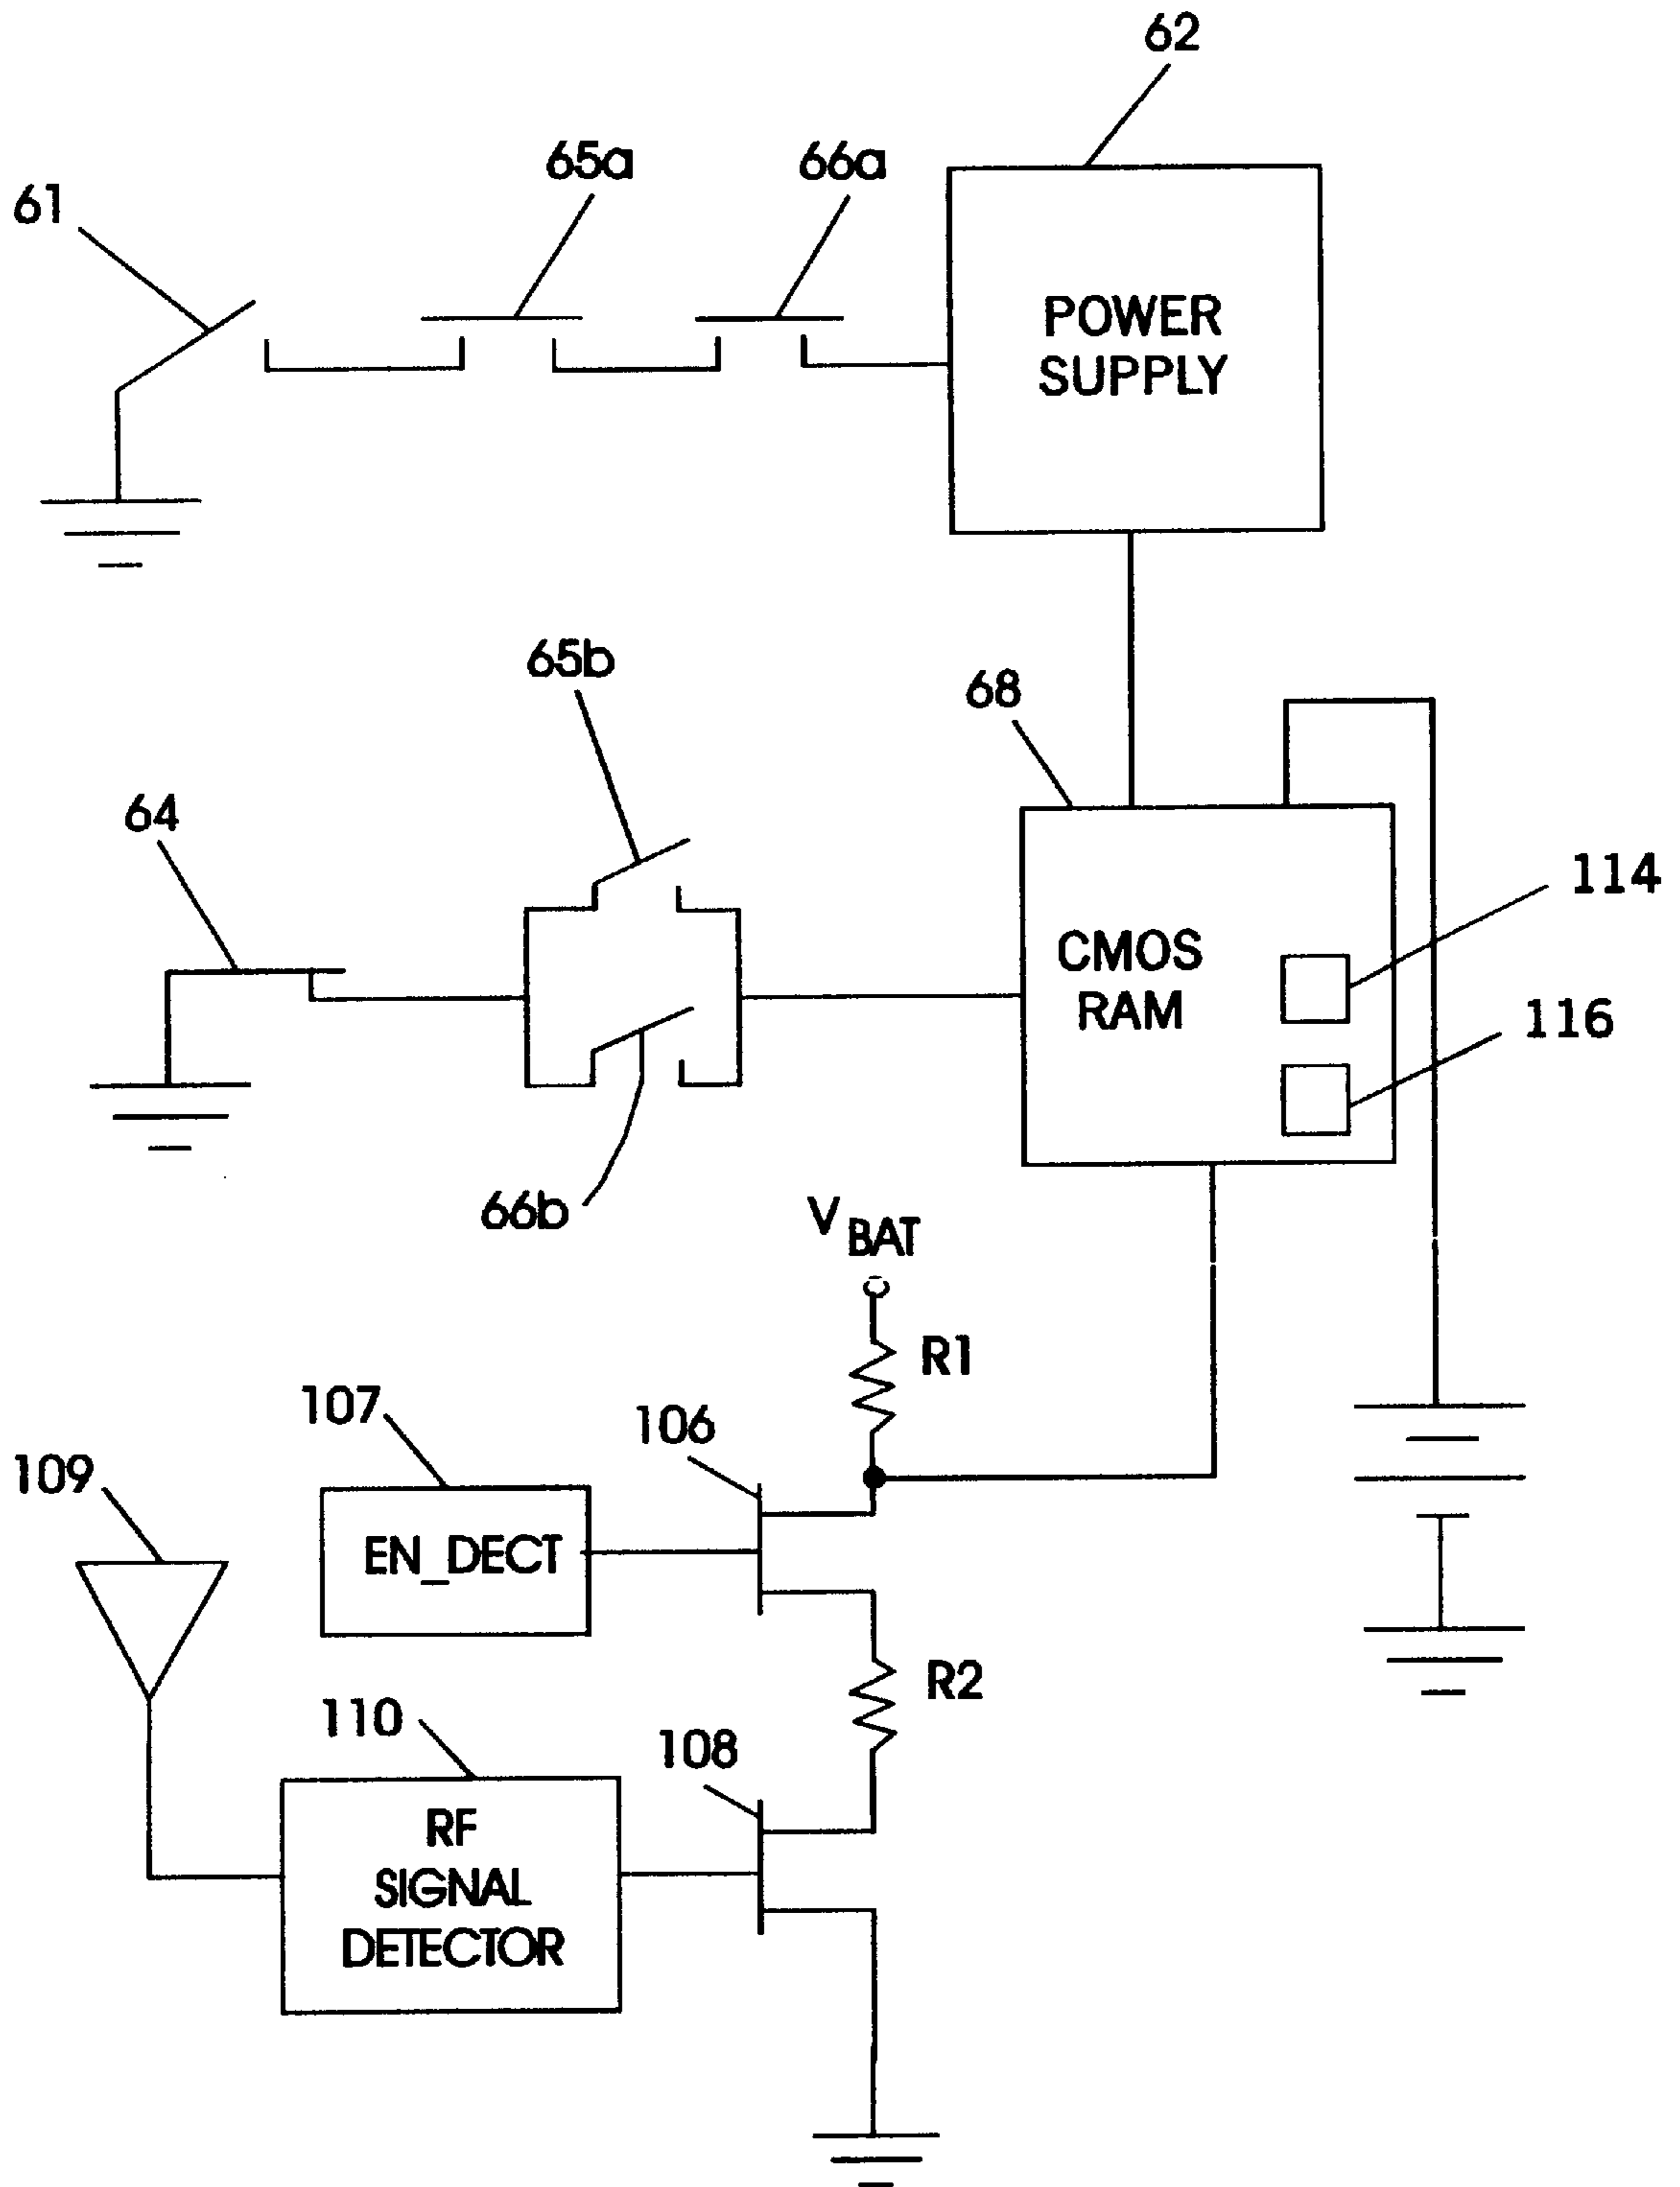 62
65a
66a
61
POWER
SUPPLY
65b
68
64
114
CMOS
RAM
116
66b
V BAT
R1
107
106
109
EN_DECT
R2
110
108
RF
SIGNAL
DETECTOR